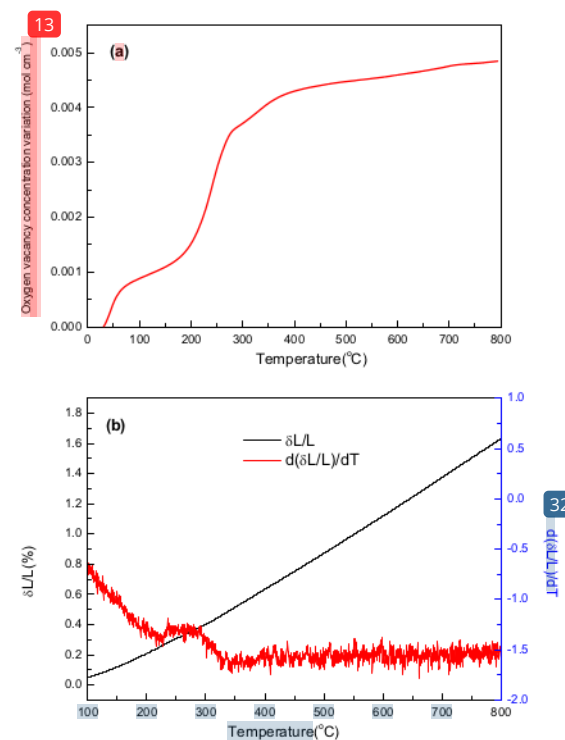 13
(a)
Oxygen vacancy concentration variation (mol cm⁻³)
0.005
0.004
0.003
0.002
0.001
0.000
0 100 200 300 400 500 600 700 800
Temperature(°C)
(b)
δL/L
d(δL/L)/dT
δL/L(%)
1.8
1.6
1.4
1.2
1.0
0.8
0.6
0.4
0.2
0.0
1.0
0.5
0.0
-0.5
-1.0
-1.5
-2.0
32
d(δL/L)/dT
100 200 300 400 500 600 700 800
Temperature(°C)